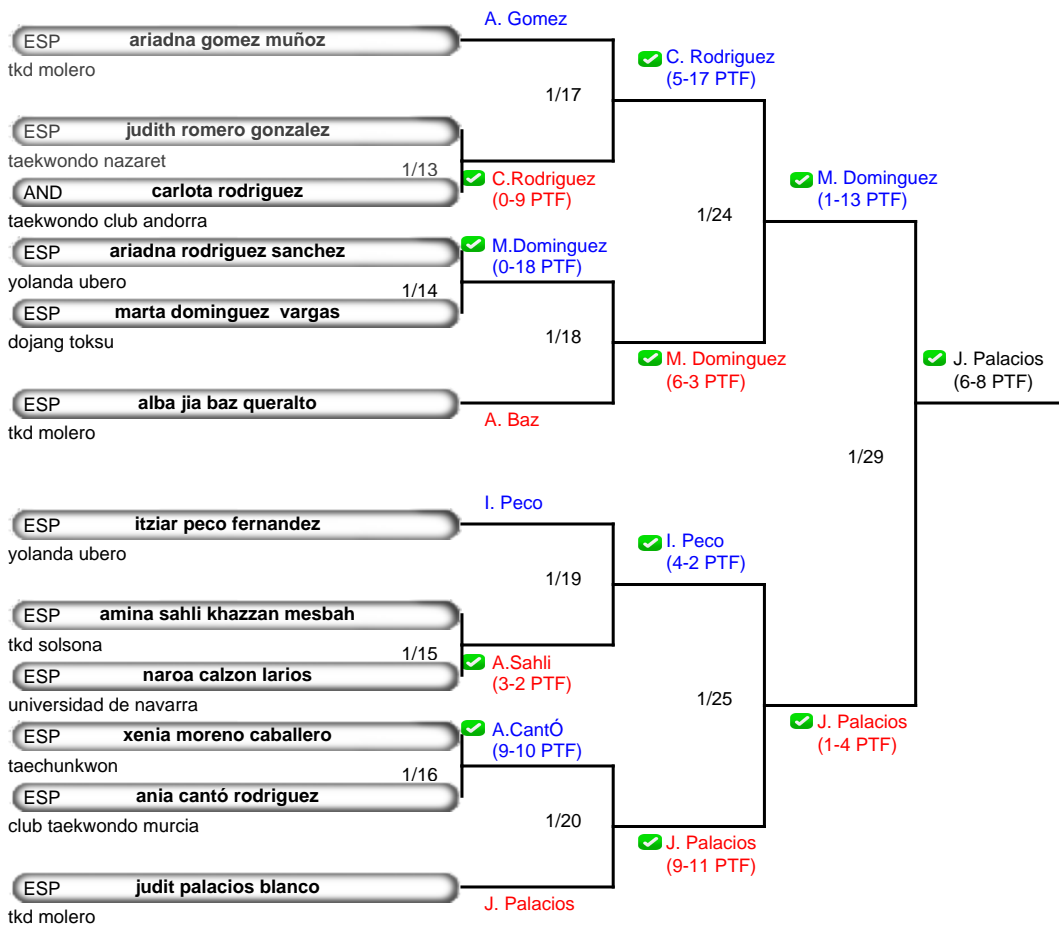 A. Gomez
ESP ariadna gomez muñoz
tkd molero
C. Rodriguez
(5-17 PTF)
1/17
ESP judith romero gonzalez
taekwondo nazaret
1/13
C.Rodriguez
(0-9 PTF)
AND carlota rodriguez
taekwondo club andorra
M. Dominguez
(1-13 PTF)
1/24
ESP ariadna rodriguez sanchez
yolanda ubero
M.Dominguez
(0-18 PTF)
1/14
ESP marta dominguez vargas
dojang toksu
1/18
M. Dominguez
(6-3 PTF)
J. Palacios
(6-8 PTF)
ESP alba jia baz queralto
tkd molero
A. Baz
1/29
I. Peco
ESP itziar peco fernandez
yolanda ubero
I. Peco
(4-2 PTF)
1/19
ESP amina sahli khazzan mesbah
tkd solsona
1/15
A.Sahli
(3-2 PTF)
ESP naroa calzon larios
universidad de navarra
1/25
J. Palacios
(1-4 PTF)
ESP xenia moreno caballero
taechunkwon
A.CantÓ
(9-10 PTF)
1/16
ESP ania cantó rodriguez
club taekwondo murcia
1/20
J. Palacios
(9-11 PTF)
ESP judit palacios blanco
tkd molero
J. Palacios